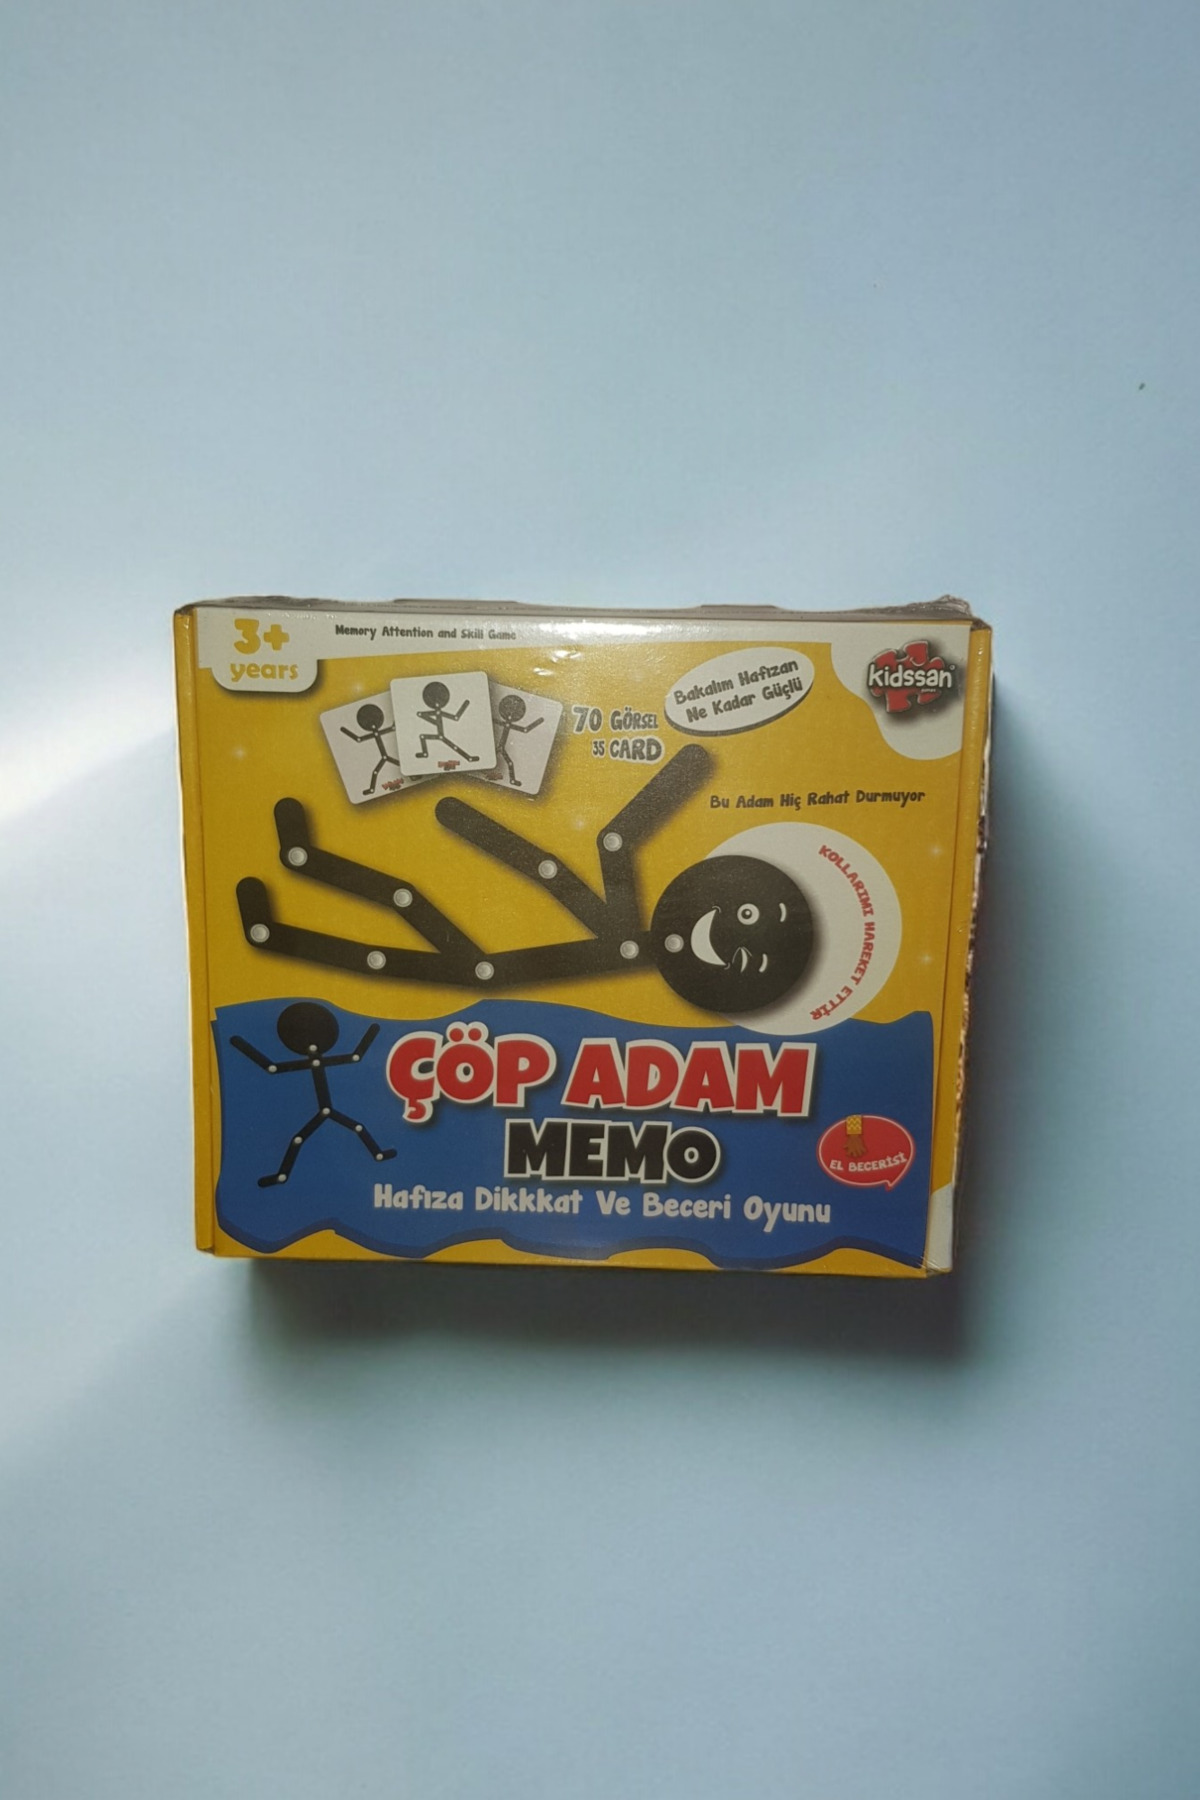 3+
years
Memory Attention and Skill Game
kidssan
Bakalım Hafızan
Ne Kadar Güçlü
70 GÖRSEL
35 CARD
Bu Adam Hiç Rahat Durmuyor
KOLLARIMI HAREKET ETTİR
ÇÖP ADAM
MEMO
EL BECERİSİ
Hafıza Dikkkat Ve Beceri Oyunu